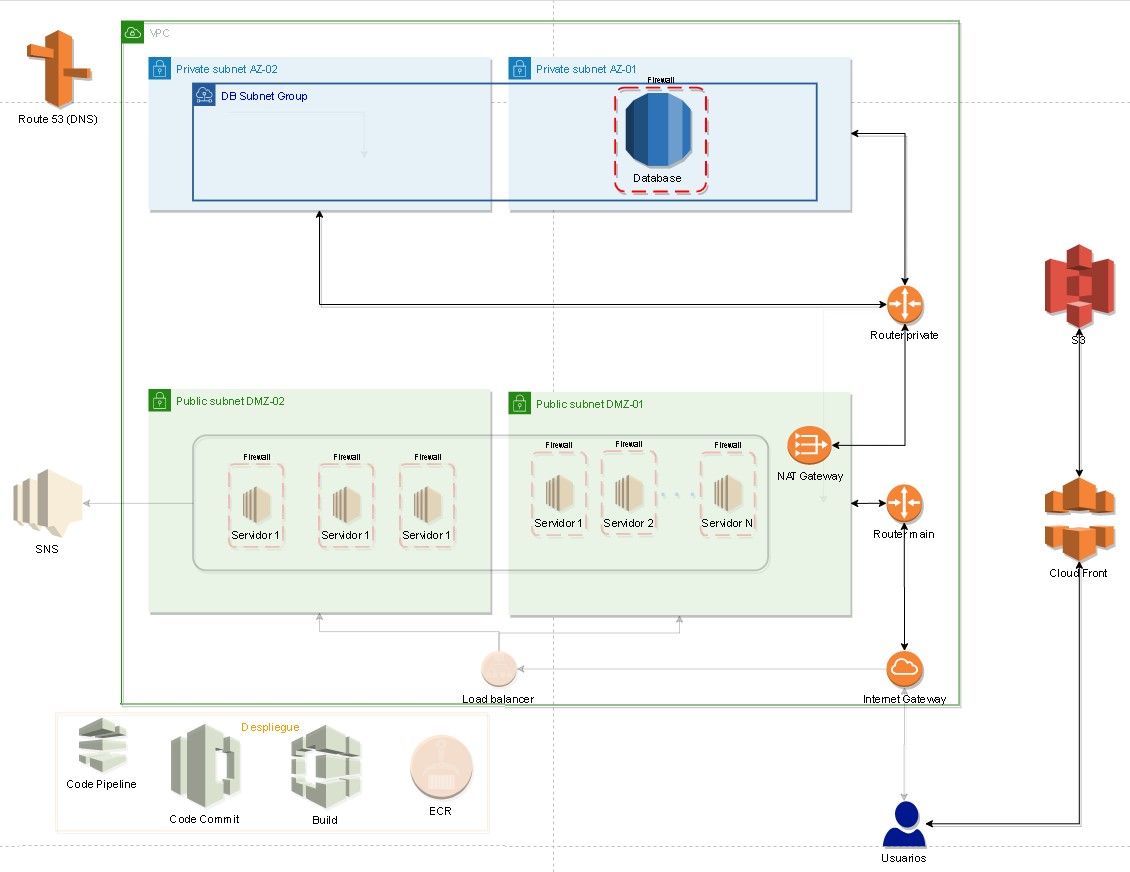 VPC
Route 53 (DNS)
Private subnet AZ-02
Private subnet AZ-01
Firewall
DB Subnet Group
Database
Router private
S3
Public subnet DMZ-02
Public subnet DMZ-01
Firewall
Firewall
Firewall
Firewall
Firewall
Firewall
NAT Gateway
Servidor 1
Servidor 1
Servidor 1
Servidor 1
Servidor 2
Servidor N
Router main
SNS
Cloud Front
Load balancer
Internet Gateway
Despliegue
Code Pipeline
Code Commit
Build
ECR
Usuarios